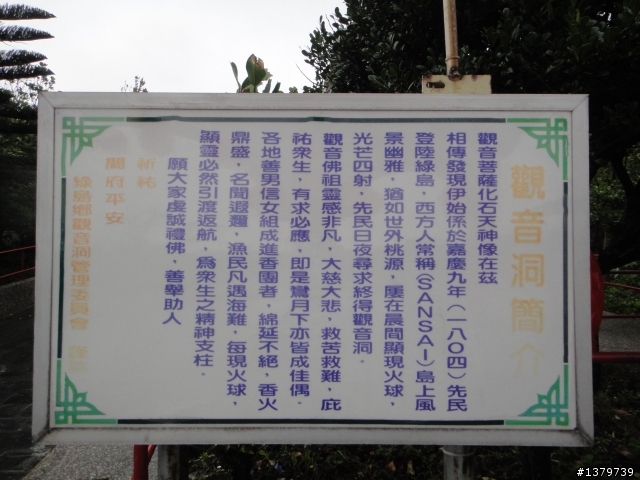 觀音洞簡介
觀音菩薩化石天神像在玆
相傳發現伊始係於嘉慶九年(一八〇四)先民
登陸綠島,西方人常稱(SANSAI)島上風
景幽雅,猶如世外桃源,屢在晨間顯現火球,
光芒四射,先民日夜尋求終得觀音洞。
觀音佛祖靈感非凡,大慈大悲,救苦救難,庇
祐衆生,有求必應,即是鸞月下亦皆成佳偶。
各地善男信女組成進香團者,綿延不絕,香火
鼎盛,名聞遐邇,漁民凡遇海難,每現火球,
顯靈必然引渡返航,為衆生之精神支柱。
願大家虔誠禮佛,善舉助人
祈祐
闔府平安
綠島鄉觀音洞管理委員會
#1379739